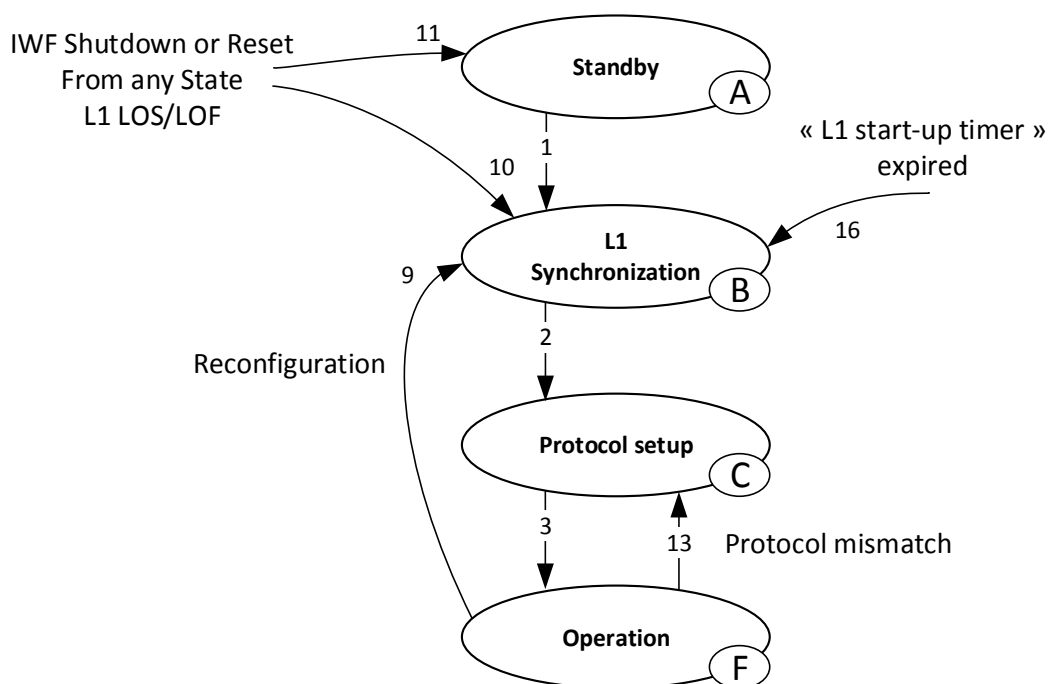 IWF Shutdown or Reset
From any State
L1 LOS/LOF
11
Standby
A
« L1 start-up timer »
expired
1
10
16
L1
Synchronization
B
9
2
Reconfiguration
Protocol setup
C
3
13
Protocol mismatch
Operation
F